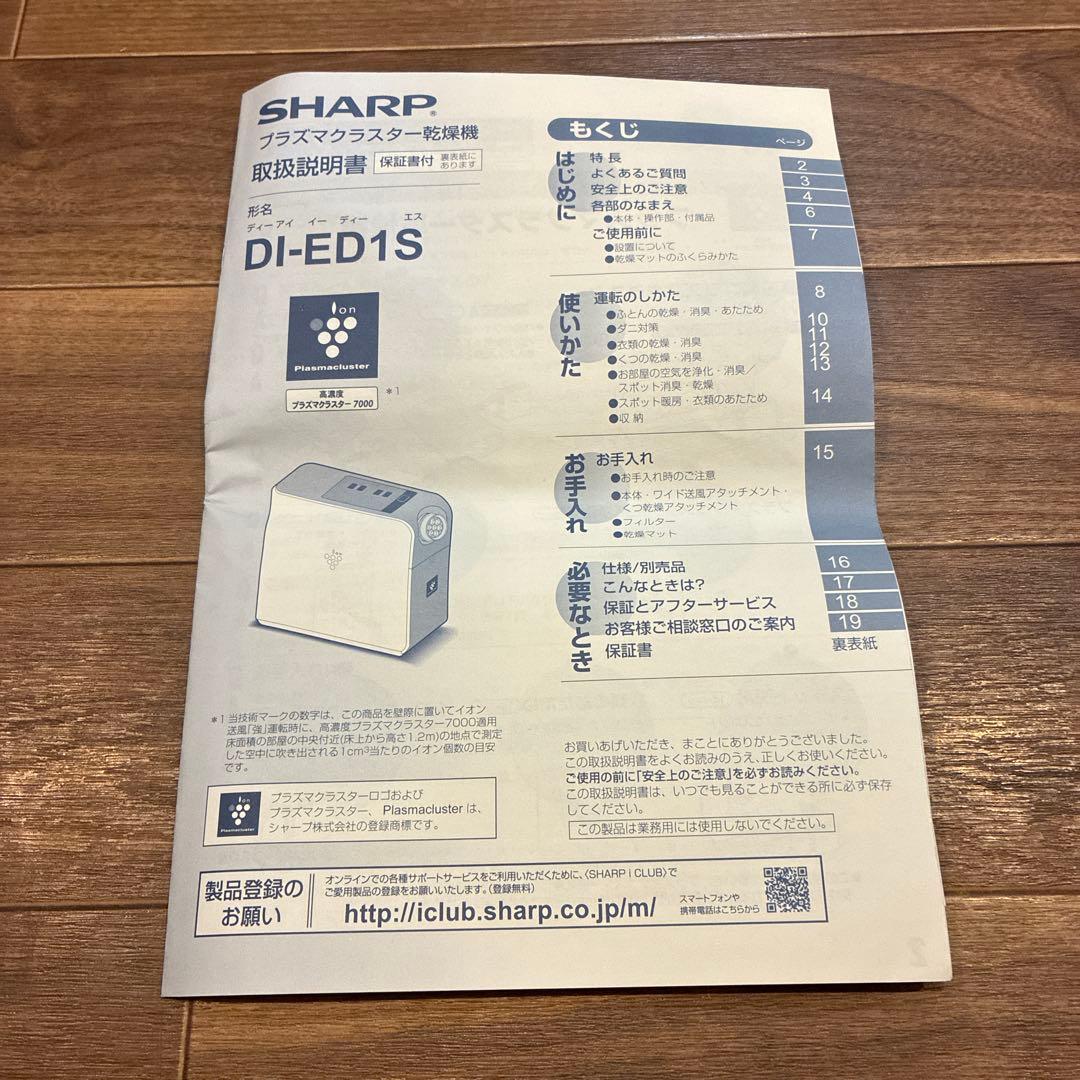 SHARP®
プラズマクラスター乾燥機
取扱説明書 保証書付 裏表紙にあります
形名
ディーアイ イー ディー エス
DI-ED1S
ion
Plasmacluster
高濃度
プラズマクラスター7000
＊1
＊1 当技術マークの数字は、この商品を壁際に置いてイオン
送風「強」運転時に、高濃度プラズマクラスター7000適用
床面積の部屋の中央付近(床上から高さ1.2m)の地点で測定
した空中に吹き出される1cm³当たりのイオン個数の目安
です。
Plasmacluster
プラズマクラスターロゴおよび
プラズマクラスター、Plasmacluster は、
シャープ株式会社の登録商標です。
もくじ
ページ
はじめに
特長 2
よくあるご質問 3
安全上のご注意 4
各部のなまえ 6
●本体・操作部・付属品
ご使用前に 7
●設置について
●乾燥マットのふくらみかた
使いかた
運転のしかた 8
●ふとんの乾燥・消臭・あたため
●ダニ対策 10
●衣類の乾燥・消臭 11
●くつの乾燥・消臭 12
●お部屋の空気を浄化・消臭／ 13
スポット消臭・乾燥
●スポット暖房・衣類のあたため 14
●収納
お手入れ
お手入れ 15
●お手入れ時のご注意
●本体・ワイド送風アタッチメント・
くつ乾燥アタッチメント
●フィルター
●乾燥マット
必要なとき
仕様/別売品 16
こんなときは? 17
保証とアフターサービス 18
お客様ご相談窓口のご案内 19
保証書 裏表紙
お買いあげいただき、まことにありがとうございました。
この取扱説明書をよくお読みのうえ、正しくお使いください。
ご使用の前に「安全上のご注意」を必ずお読みください。
この取扱説明書は、いつでも見ることができる所に必ず保存
してください。
この製品は業務用には使用しないでください。
製品登録の
お願い
オンラインでの各種サポートサービスをご利用いただくために、〈SHARP i CLUB〉で
ご愛用製品の登録をお願いいたします。(登録無料)
http://iclub.sharp.co.jp/m/
スマートフォンや
携帯電話はこちらから